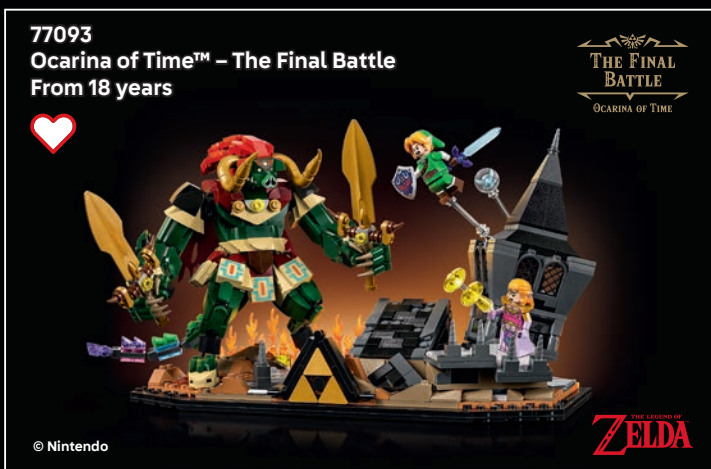 77093
Ocarina of Time™ – The Final Battle
From 18 years
THE FINAL
BATTLE
OCARINA OF TIME
© Nintendo
THE LEGEND OF
ZELDA